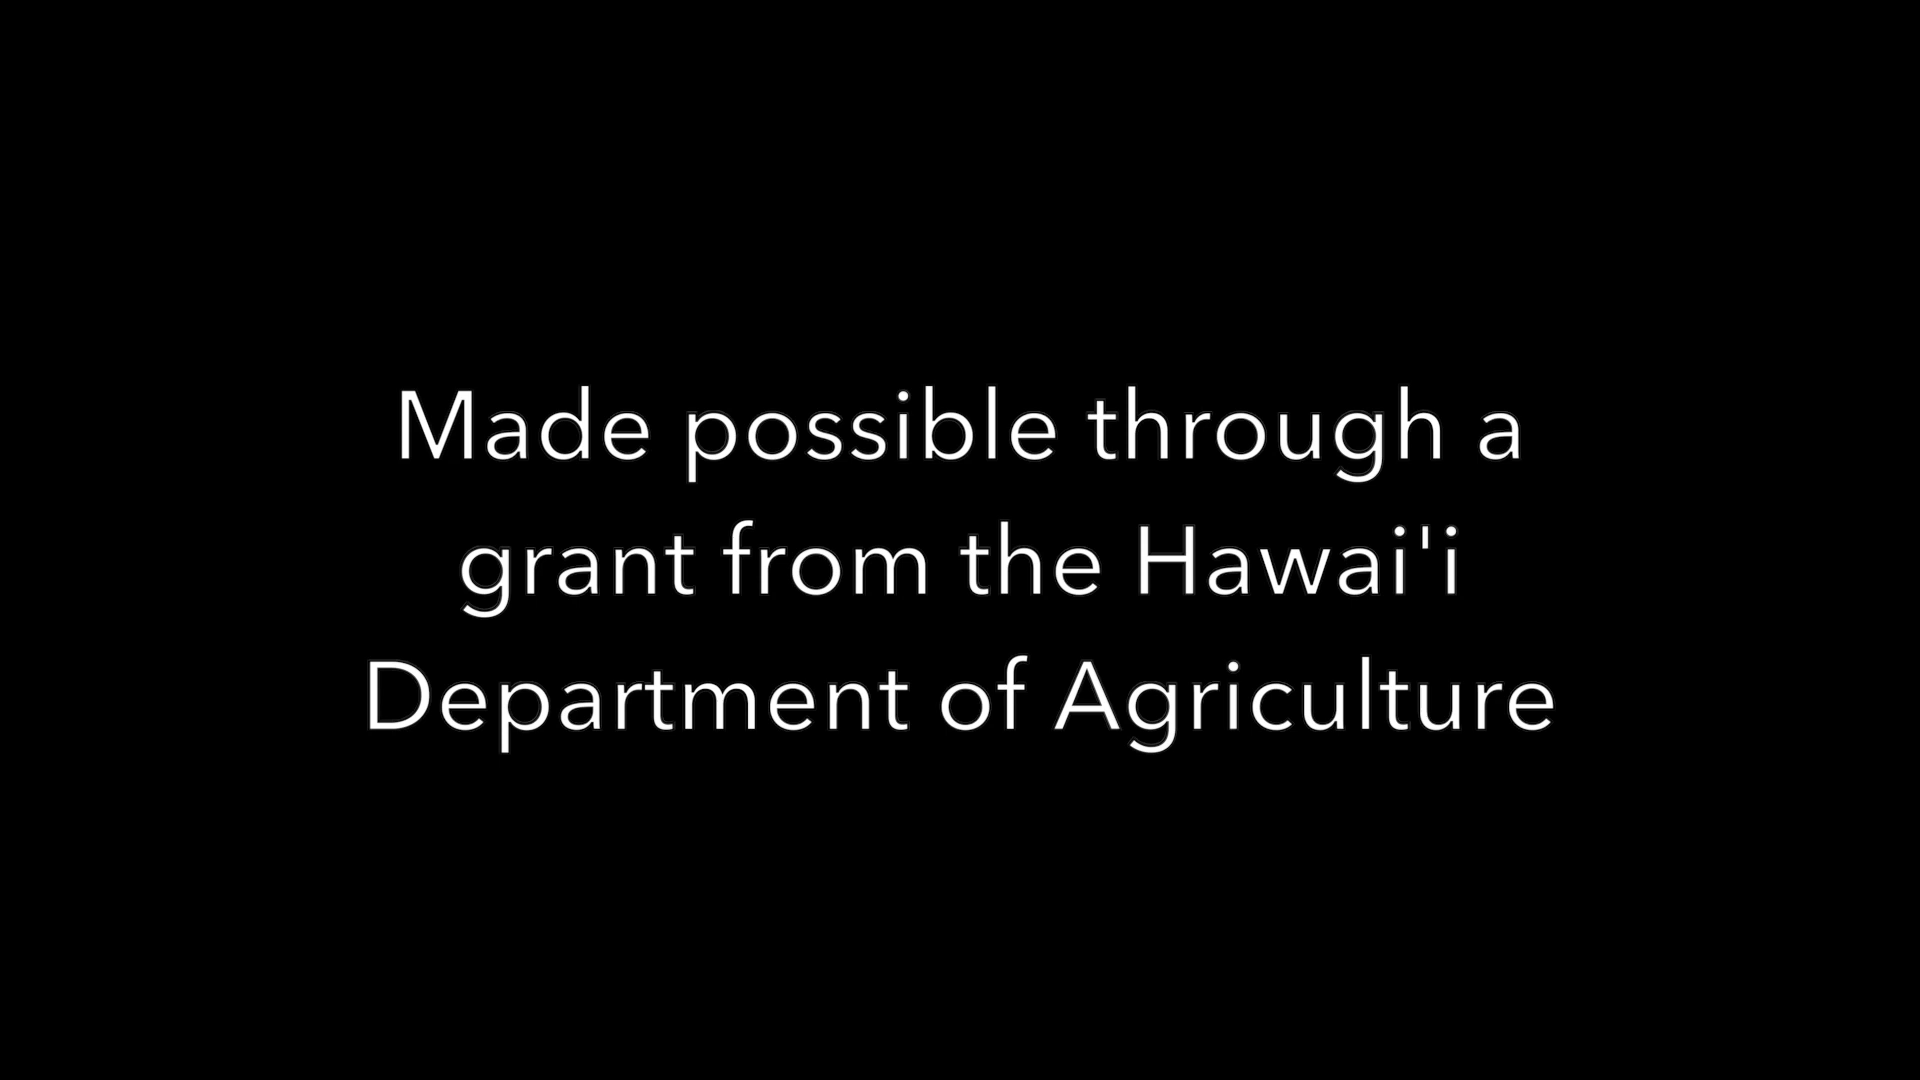 Made possible through a
grant from the Hawai'i
Department of Agriculture